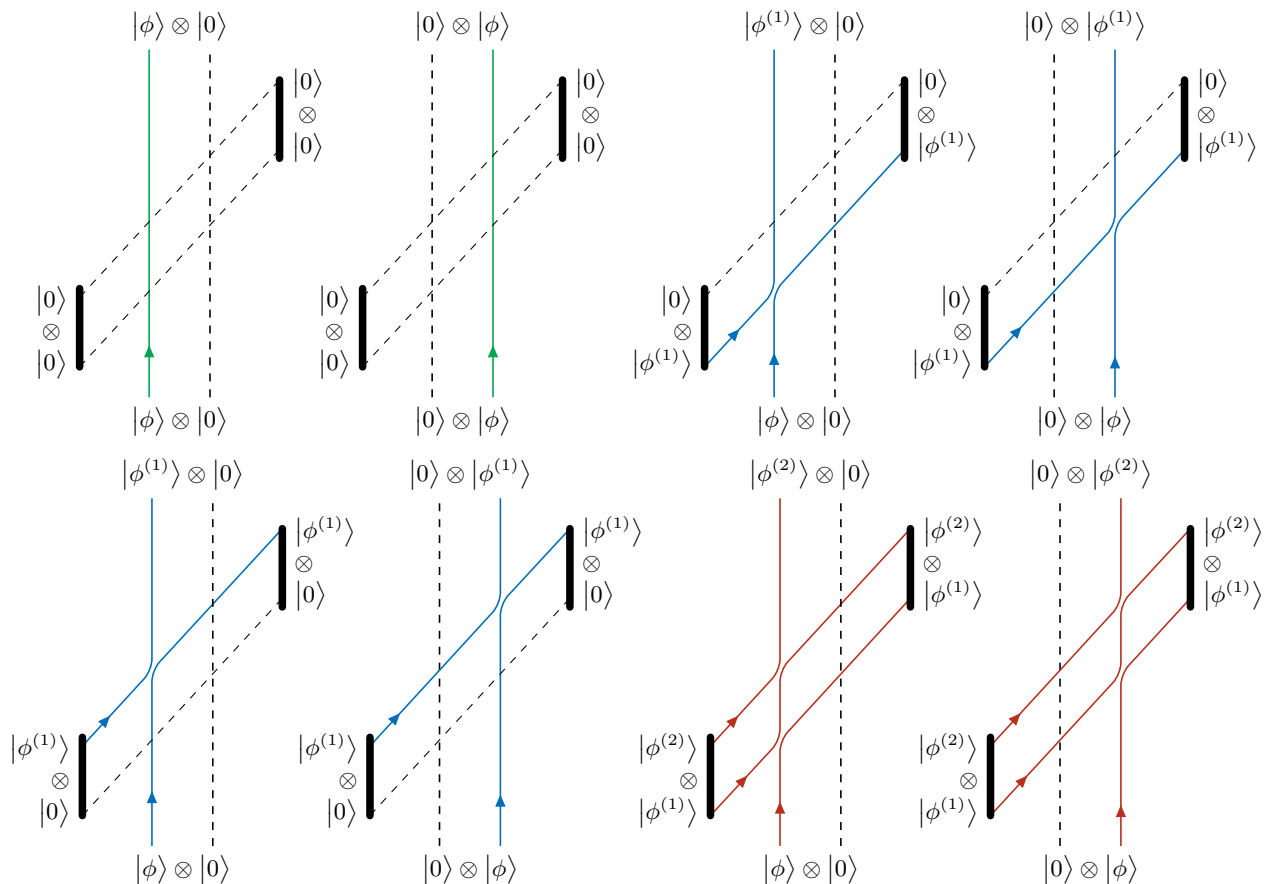 |ϕ⟩ ⊗ |0⟩
|0⟩
⊗
|0⟩
|0⟩
⊗
|0⟩
|ϕ⟩ ⊗ |0⟩
|0⟩ ⊗ |ϕ⟩
|0⟩
⊗
|0⟩
|0⟩
⊗
|0⟩
|0⟩ ⊗ |ϕ⟩
|ϕ⁽¹⁾⟩ ⊗ |0⟩
|0⟩
⊗
|ϕ⁽¹⁾⟩
|0⟩
⊗
|ϕ⁽¹⁾⟩
|ϕ⟩ ⊗ |0⟩
|0⟩ ⊗ |ϕ⁽¹⁾⟩
|0⟩
⊗
|ϕ⁽¹⁾⟩
|0⟩
⊗
|ϕ⁽¹⁾⟩
|0⟩ ⊗ |ϕ⟩
|ϕ⁽¹⁾⟩ ⊗ |0⟩
|ϕ⁽¹⁾⟩
⊗
|0⟩
|ϕ⁽¹⁾⟩
⊗
|0⟩
|ϕ⟩ ⊗ |0⟩
|0⟩ ⊗ |ϕ⁽¹⁾⟩
|ϕ⁽¹⁾⟩
⊗
|0⟩
|ϕ⁽¹⁾⟩
⊗
|0⟩
|0⟩ ⊗ |ϕ⟩
|ϕ⁽²⁾⟩ ⊗ |0⟩
|ϕ⁽²⁾⟩
⊗
|ϕ⁽¹⁾⟩
|ϕ⁽²⁾⟩
⊗
|ϕ⁽¹⁾⟩
|ϕ⟩ ⊗ |0⟩
|0⟩ ⊗ |ϕ⁽²⁾⟩
|ϕ⁽²⁾⟩
⊗
|ϕ⁽¹⁾⟩
|ϕ⁽²⁾⟩
⊗
|ϕ⁽¹⁾⟩
|0⟩ ⊗ |ϕ⟩